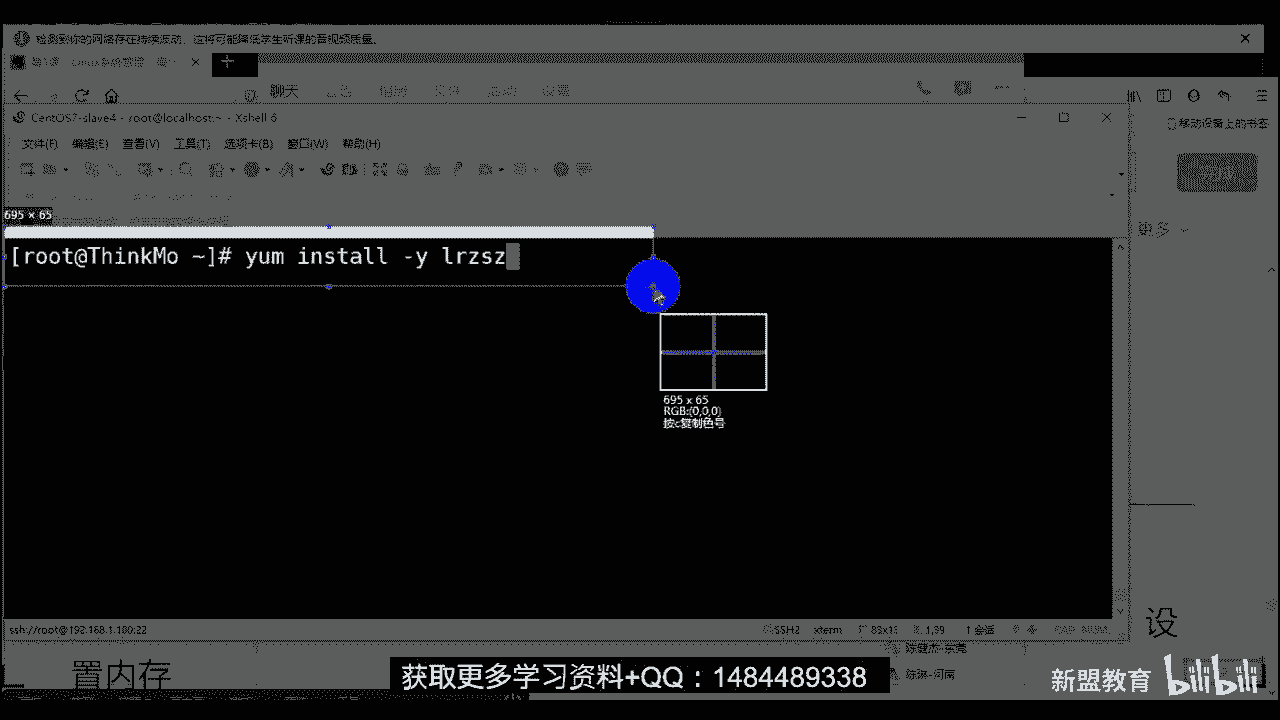 检测到你的网络存在持续波动，这将可能降低学生听课的音视频质量。
聊天
CentOS7-slave4 - root@localhost:~ - Xshell 6
移动设备上的书签
文件(F) 编辑(E) 查看(V) 工具(T) 选项卡(B) 窗口(W) 帮助(H)
695 x 65
更多
[root@ThinkMo ~]# yum install -y lrzsz
695 x 65
RGB:(0,0,0)
按c复制色号
ssh://root@192.168.1.100:22
SSH2 xterm 1 会话 CAP NUM
设
置内存
获取更多学习资料+QQ：1484489338
新盟教育 bilibili